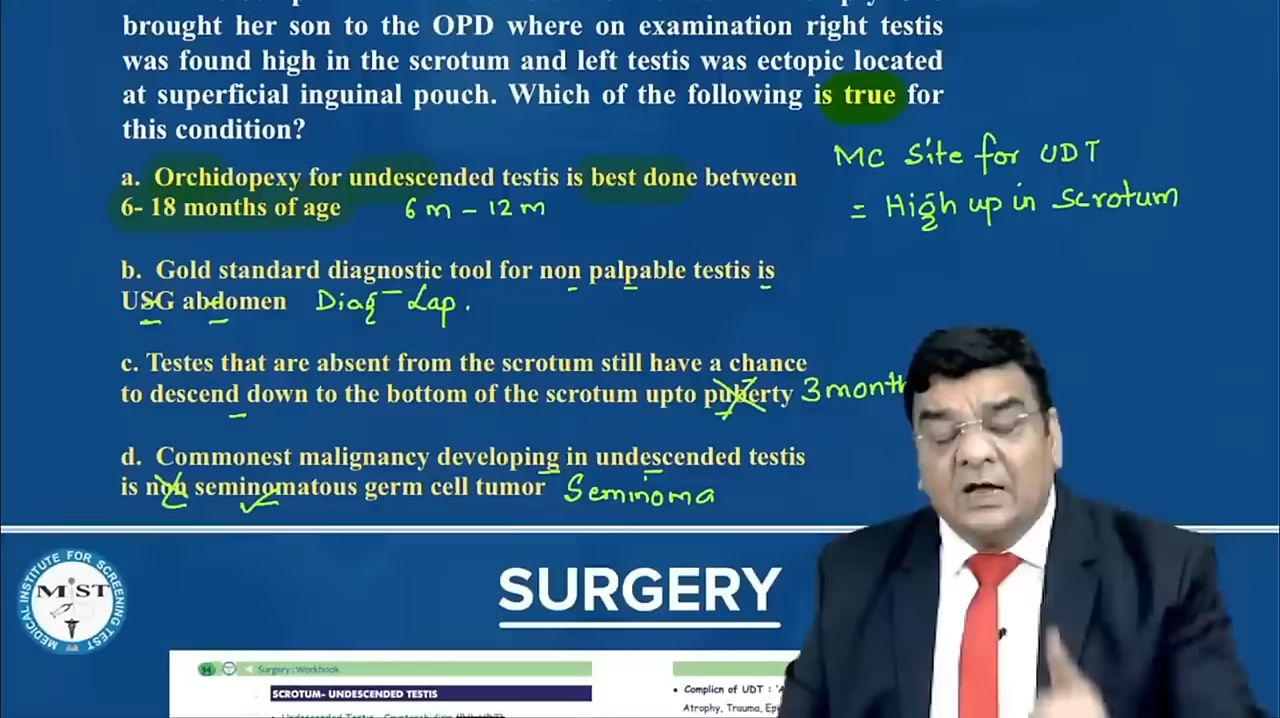 brought her son to the OPD where on examination right testis
was found high in the scrotum and left testis was ectopic located
at superficial inguinal pouch. Which of the following is true for
this condition?
a. Orchidopexy for undescended testis is best done between
6- 18 months of age
6 m - 12 m
MC Site for UDT
= High up in Scrotum
b. Gold standard diagnostic tool for non palpable testis is
USG abdomen
Diag - Lap.
c. Testes that are absent from the scrotum still have a chance
to descend down to the bottom of the scrotum upto puberty
3 month
d. Commonest malignancy developing in undescended testis
is non seminomatous germ cell tumor
Seminoma
MEDICAL INSTITUTE FOR SCREENING TEST
MiST
SURGERY
Surgery: Workbook
SCROTUM- UNDESCENDED TESTIS
• Undescended Testis
• Complicn of UDT :
Atrophy, Trauma,